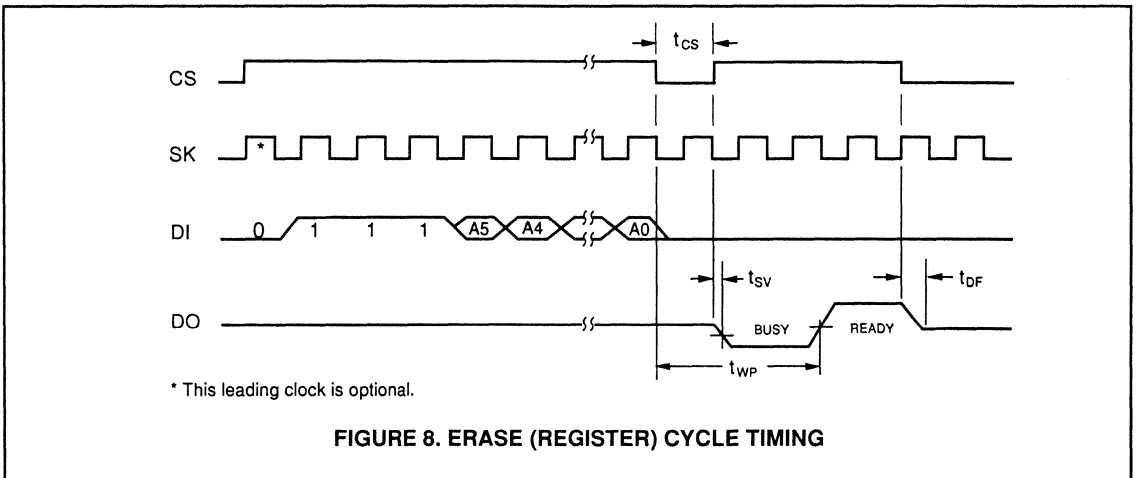 tCS
CS
SK
*
DI
0 1 1 1 A5 A4 A0
tSV
tDF
DO
BUSY
READY
tWP
* This leading clock is optional.
FIGURE 8. ERASE (REGISTER) CYCLE TIMING